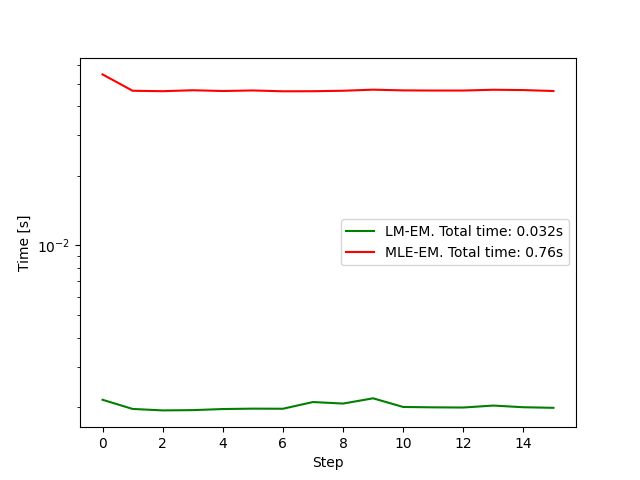 Time [s]
10⁻²
LM-EM. Total time: 0.032s
MLE-EM. Total time: 0.76s
0 2 4 6 8 10 12 14
Step